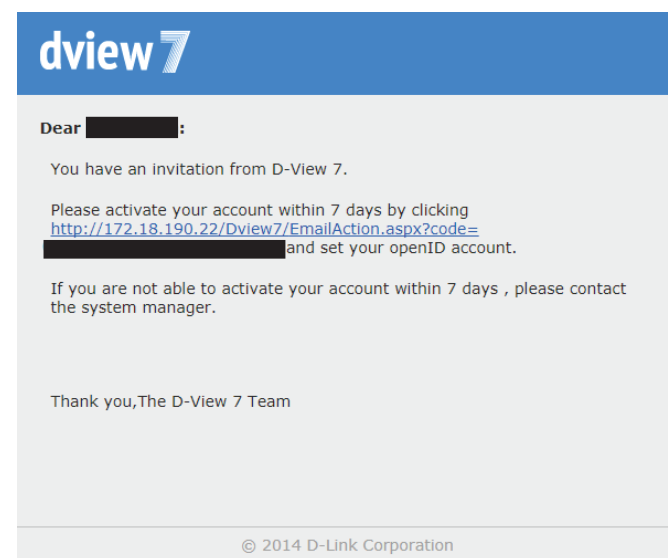 dview 7
Dear :
You have an invitation from D-View 7.
Please activate your account within 7 days by clicking
http://172.18.190.22/Dview7/EmailAction.aspx?code=
and set your openID account.
If you are not able to activate your account within 7 days , please contact
the system manager.
Thank you,The D-View 7 Team
© 2014 D-Link Corporation